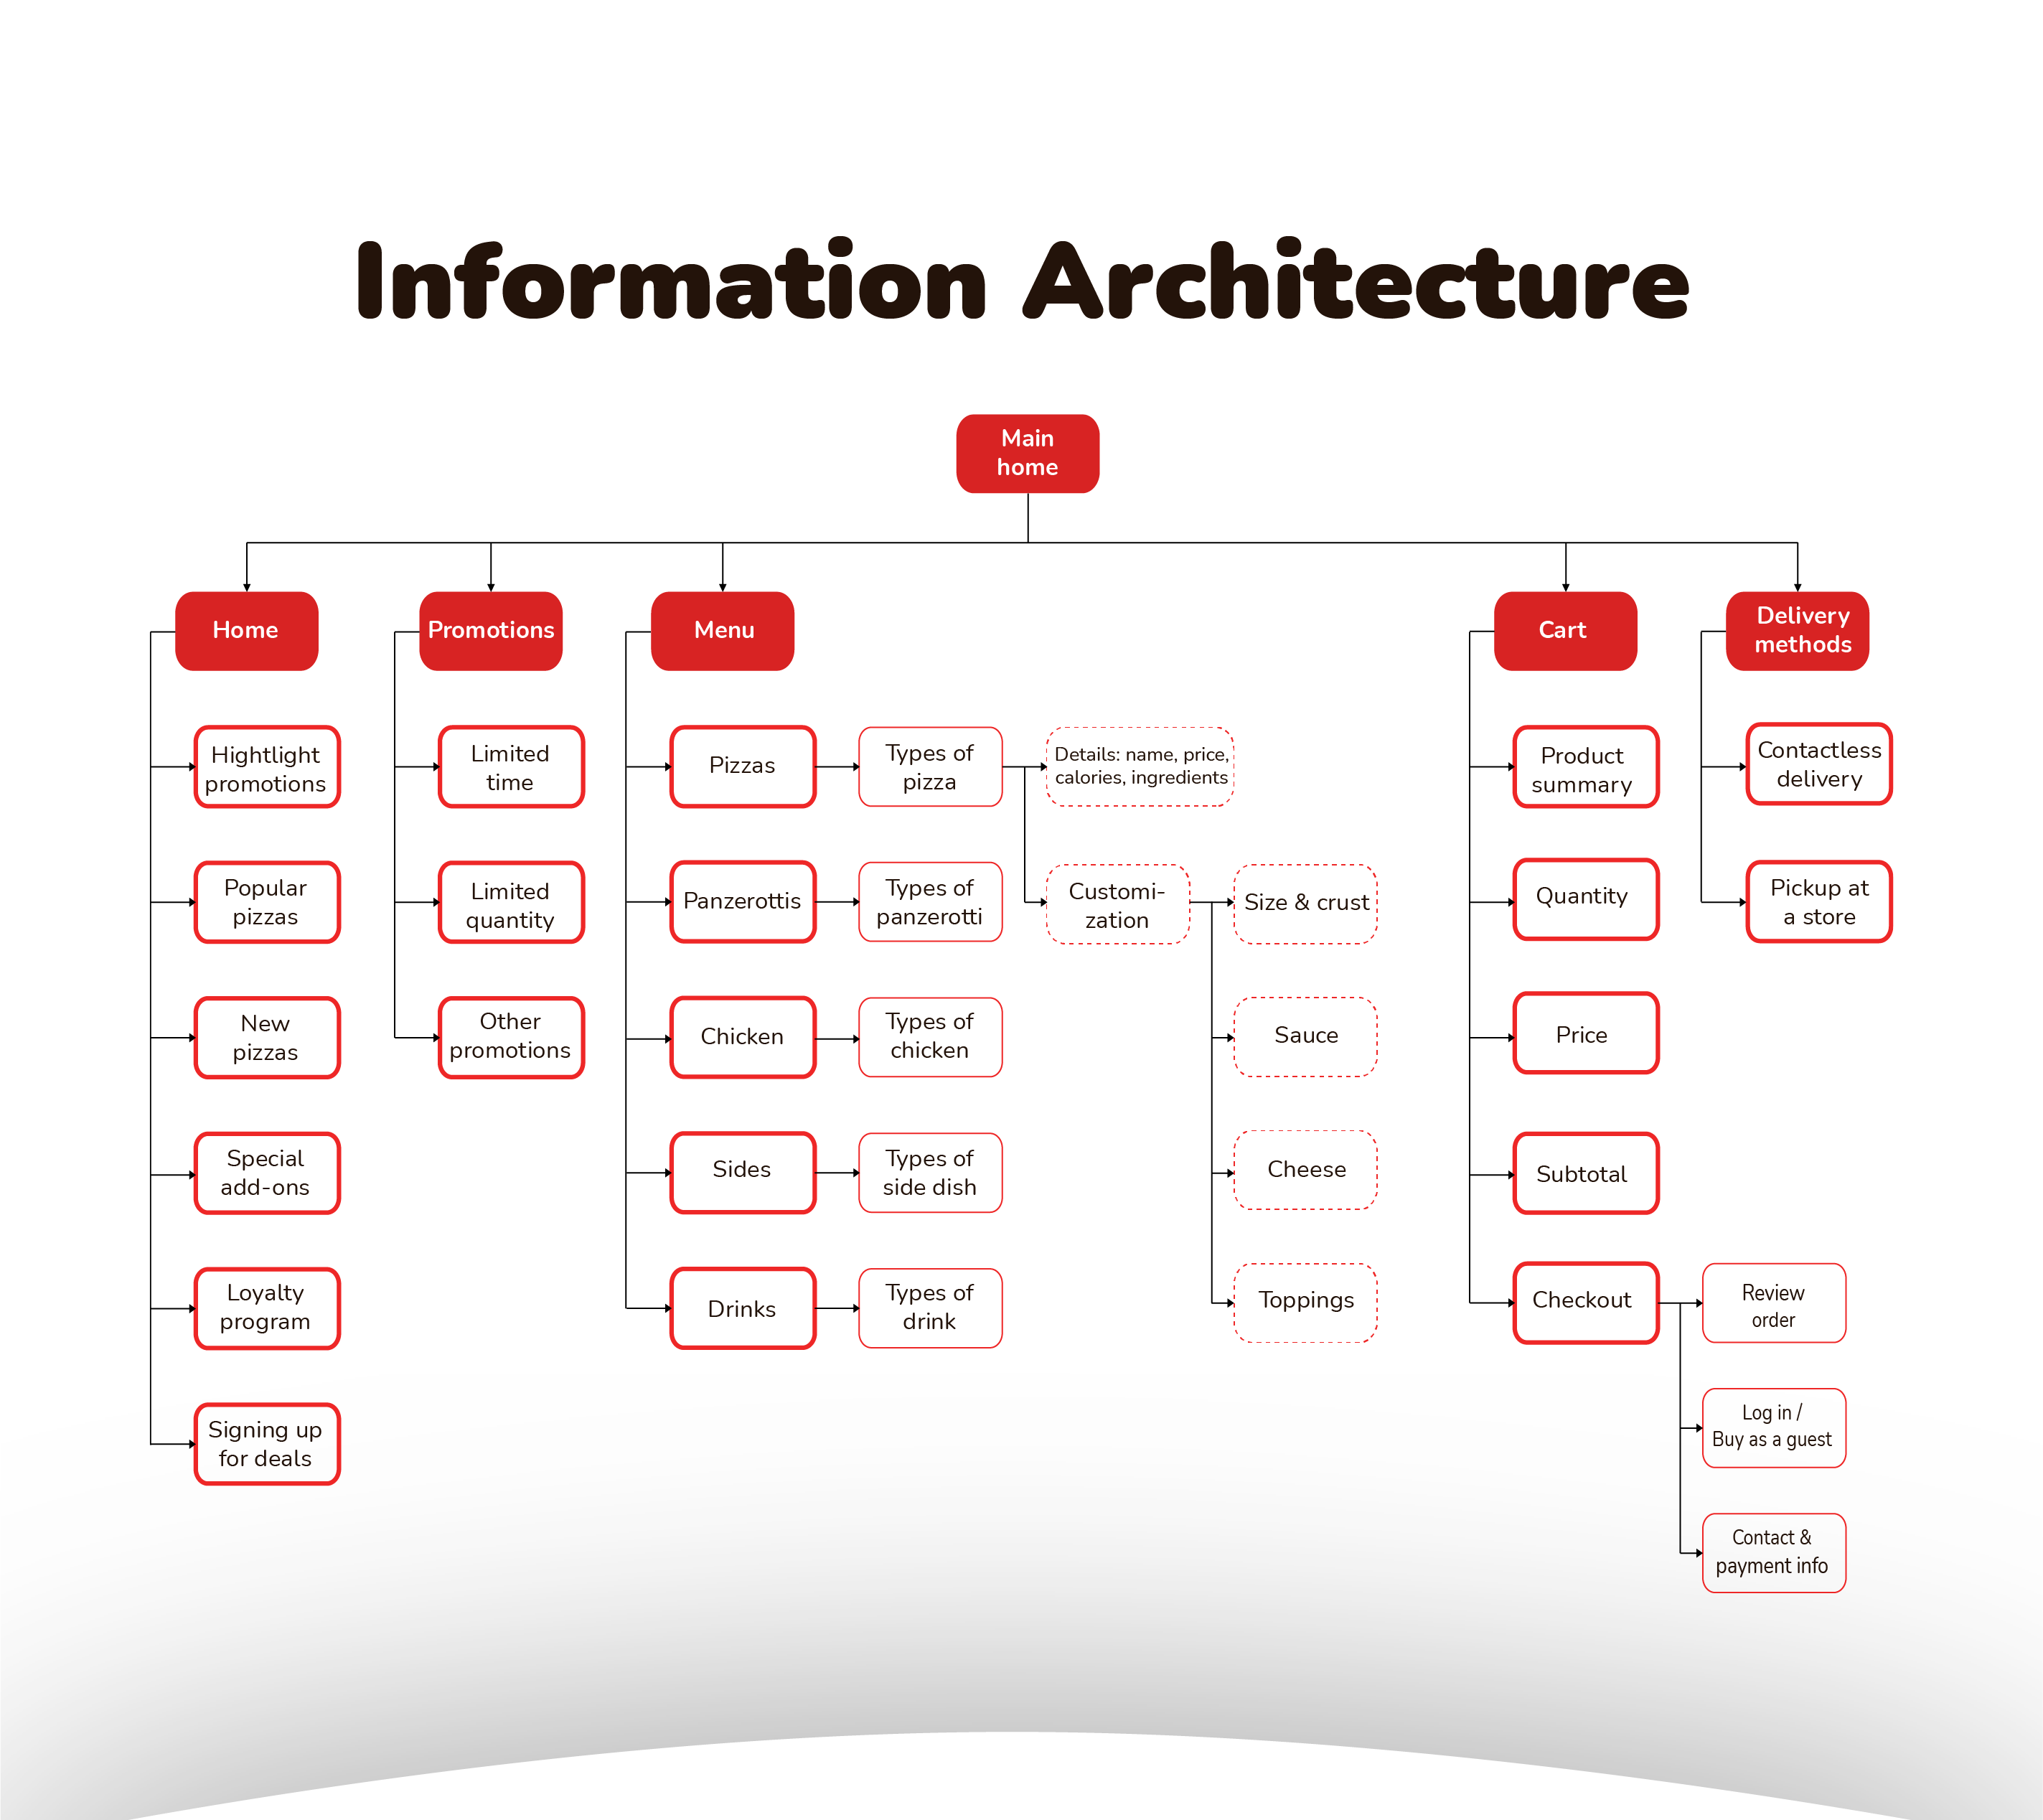 Information Architecture
Main
home
Home
Promotions
Menu
Cart
Delivery
methods
Hightlight
promotions
Popular
pizzas
New
pizzas
Special
add-ons
Loyalty
program
Signing up
for deals
Limited
time
Limited
quantity
Other
promotions
Pizzas
Types of
pizza
Details: name, price,
calories, ingredients
Panzerottis
Types of
panzerotti
Customi-
zation
Size & crust
Chicken
Types of
chicken
Sauce
Sides
Types of
side dish
Cheese
Drinks
Types of
drink
Toppings
Product
summary
Quantity
Price
Subtotal
Checkout
Review
order
Log in /
Buy as a guest
Contact &
payment info
Contactless
delivery
Pickup at
a store